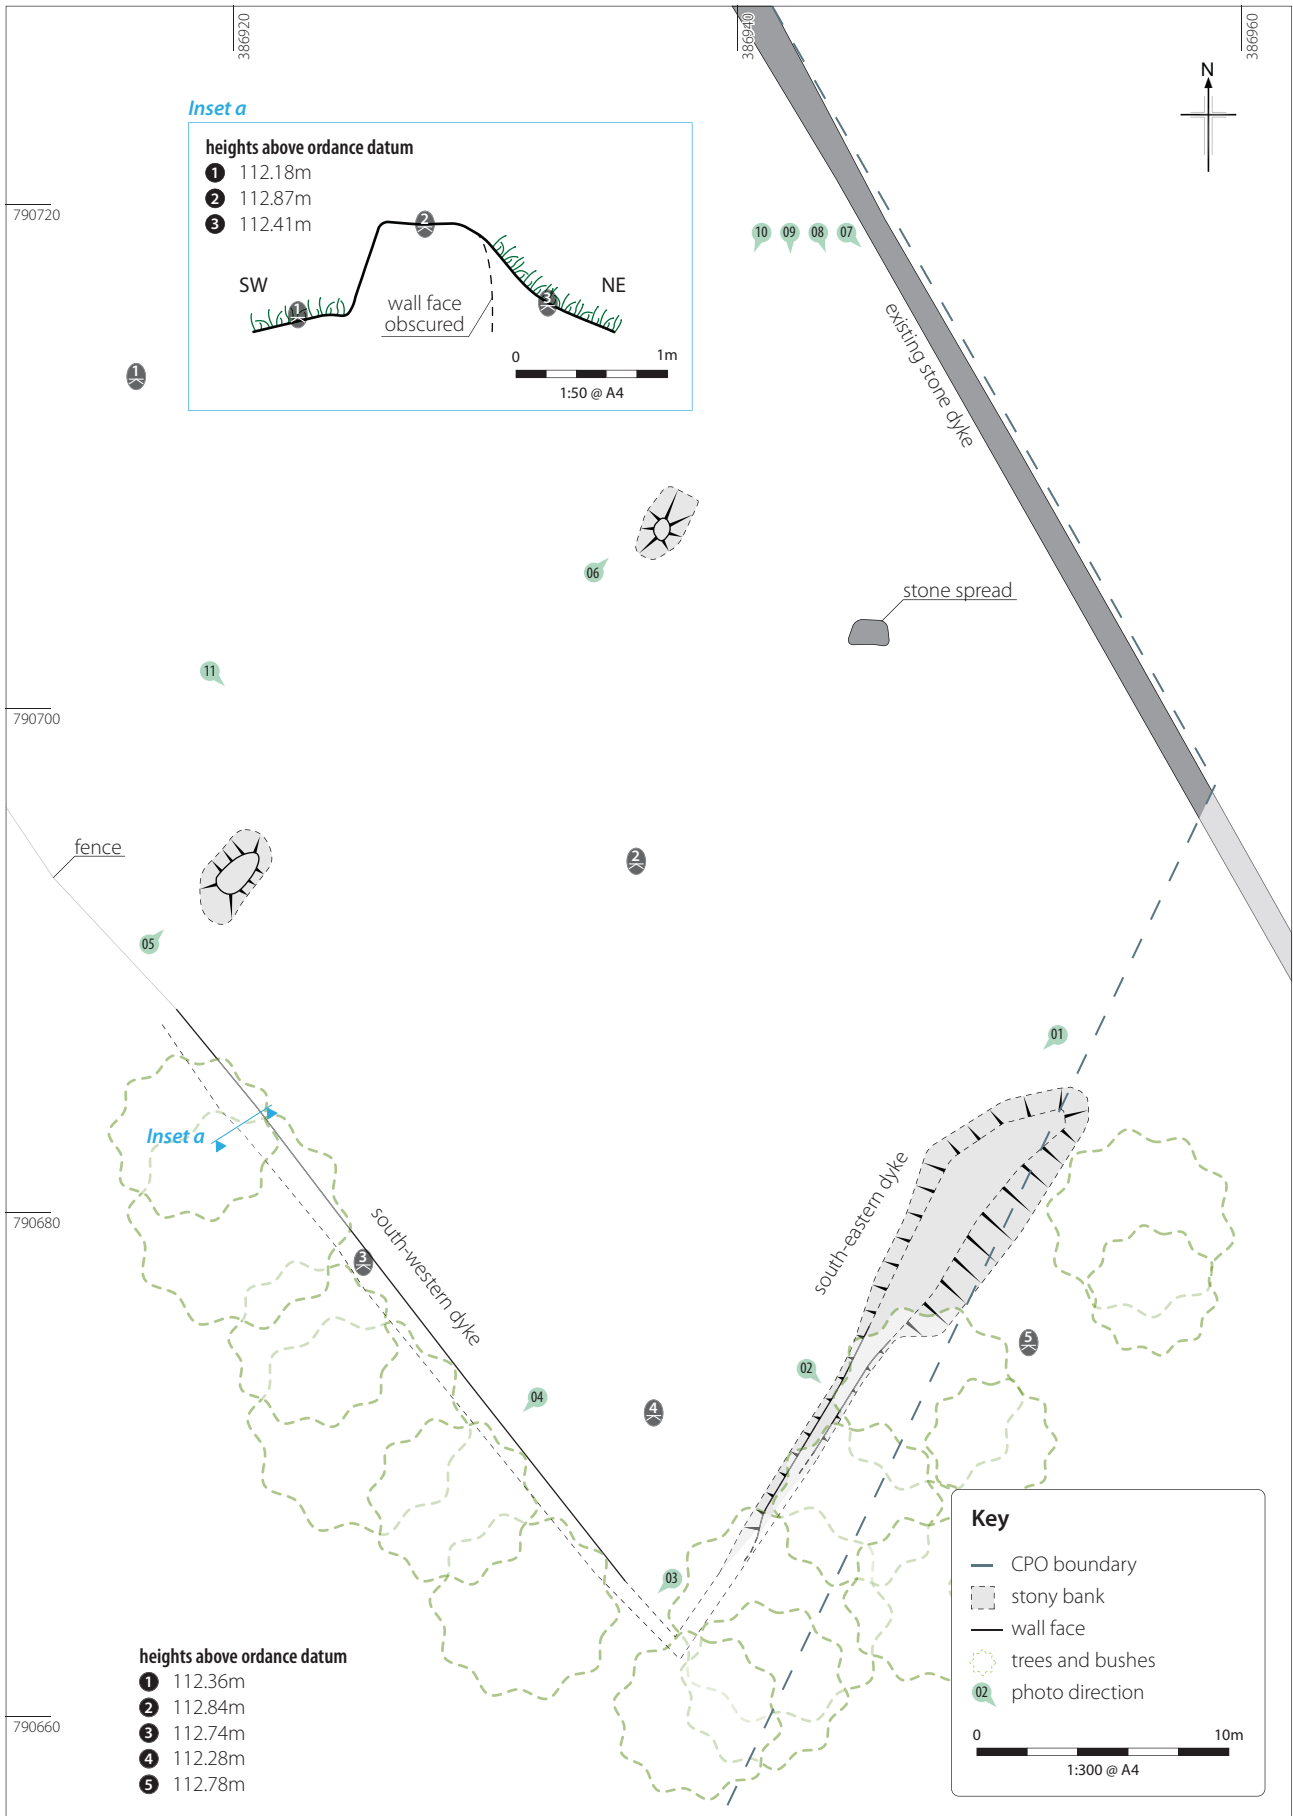 386920
386940
386960
N
Inset a
heights above ordance datum
1 112.18m
2 112.87m
3 112.41m
2
SW
NE
1
3
wall face
obscured
0 1m
1:50 @ A4
790720
10 09 08 07
existing stone dyke
1
06
stone spread
11
790700
fence
2
05
01
Inset a
south-eastern dyke
790680
south-western dyke
3
5
02
04
4
03
Key
CPO boundary
stony bank
wall face
trees and bushes
02 photo direction
0 10m
1:300 @ A4
heights above ordance datum
1 112.36m
2 112.84m
3 112.74m
4 112.28m
5 112.78m
790660